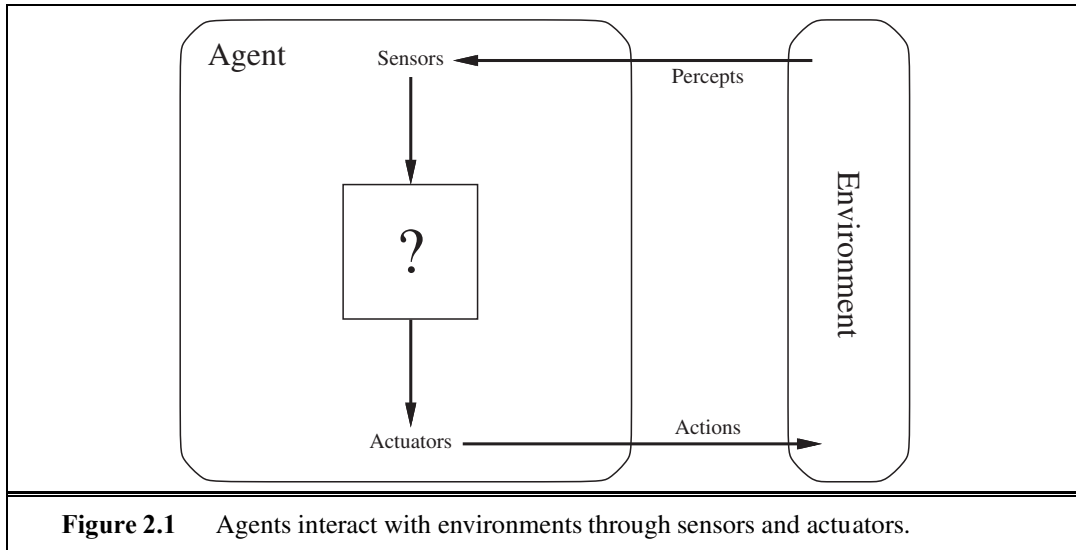 Agent
Sensors
Percepts
?
Environment
Actuators
Actions
Figure 2.1 Agents interact with environments through sensors and actuators.